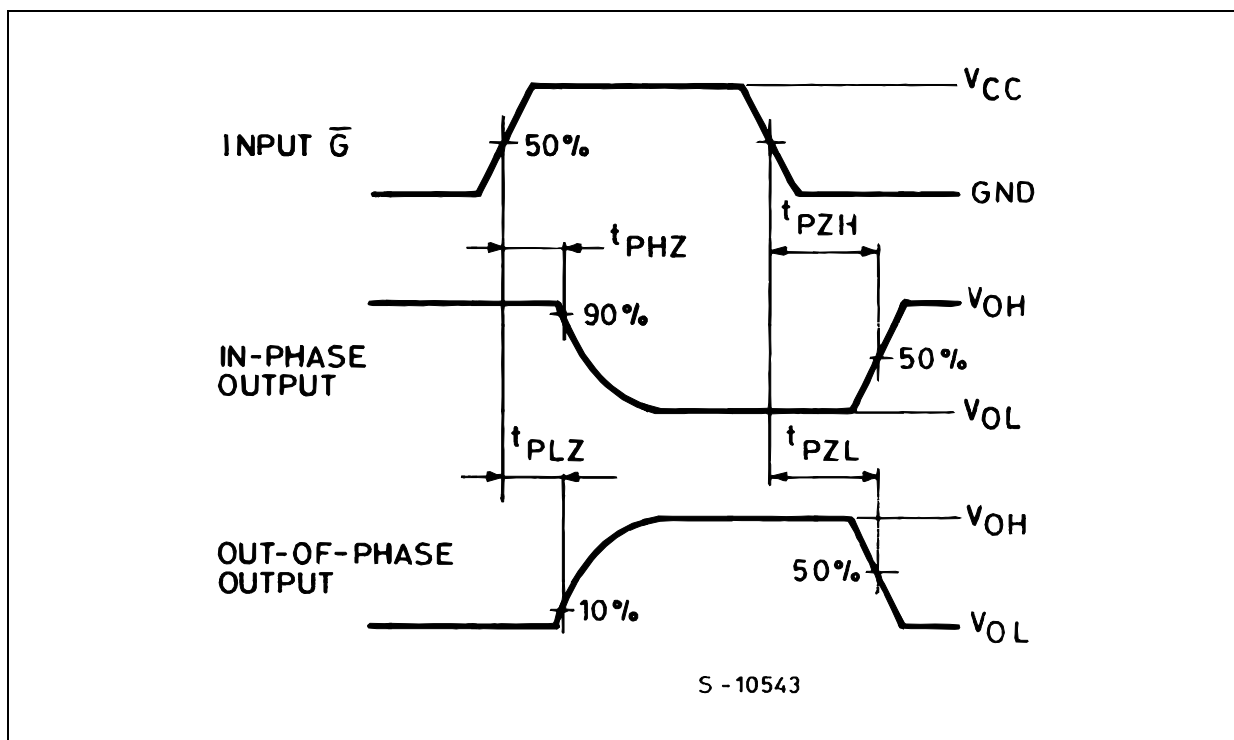 VCC
INPUT G̅
50%
GND
tPHZ
tPZH
VOH
90%
IN-PHASE
OUTPUT
50%
VOL
tPLZ
tPZL
VOH
OUT-OF-PHASE
OUTPUT
50%
10%
VOL
S-10543